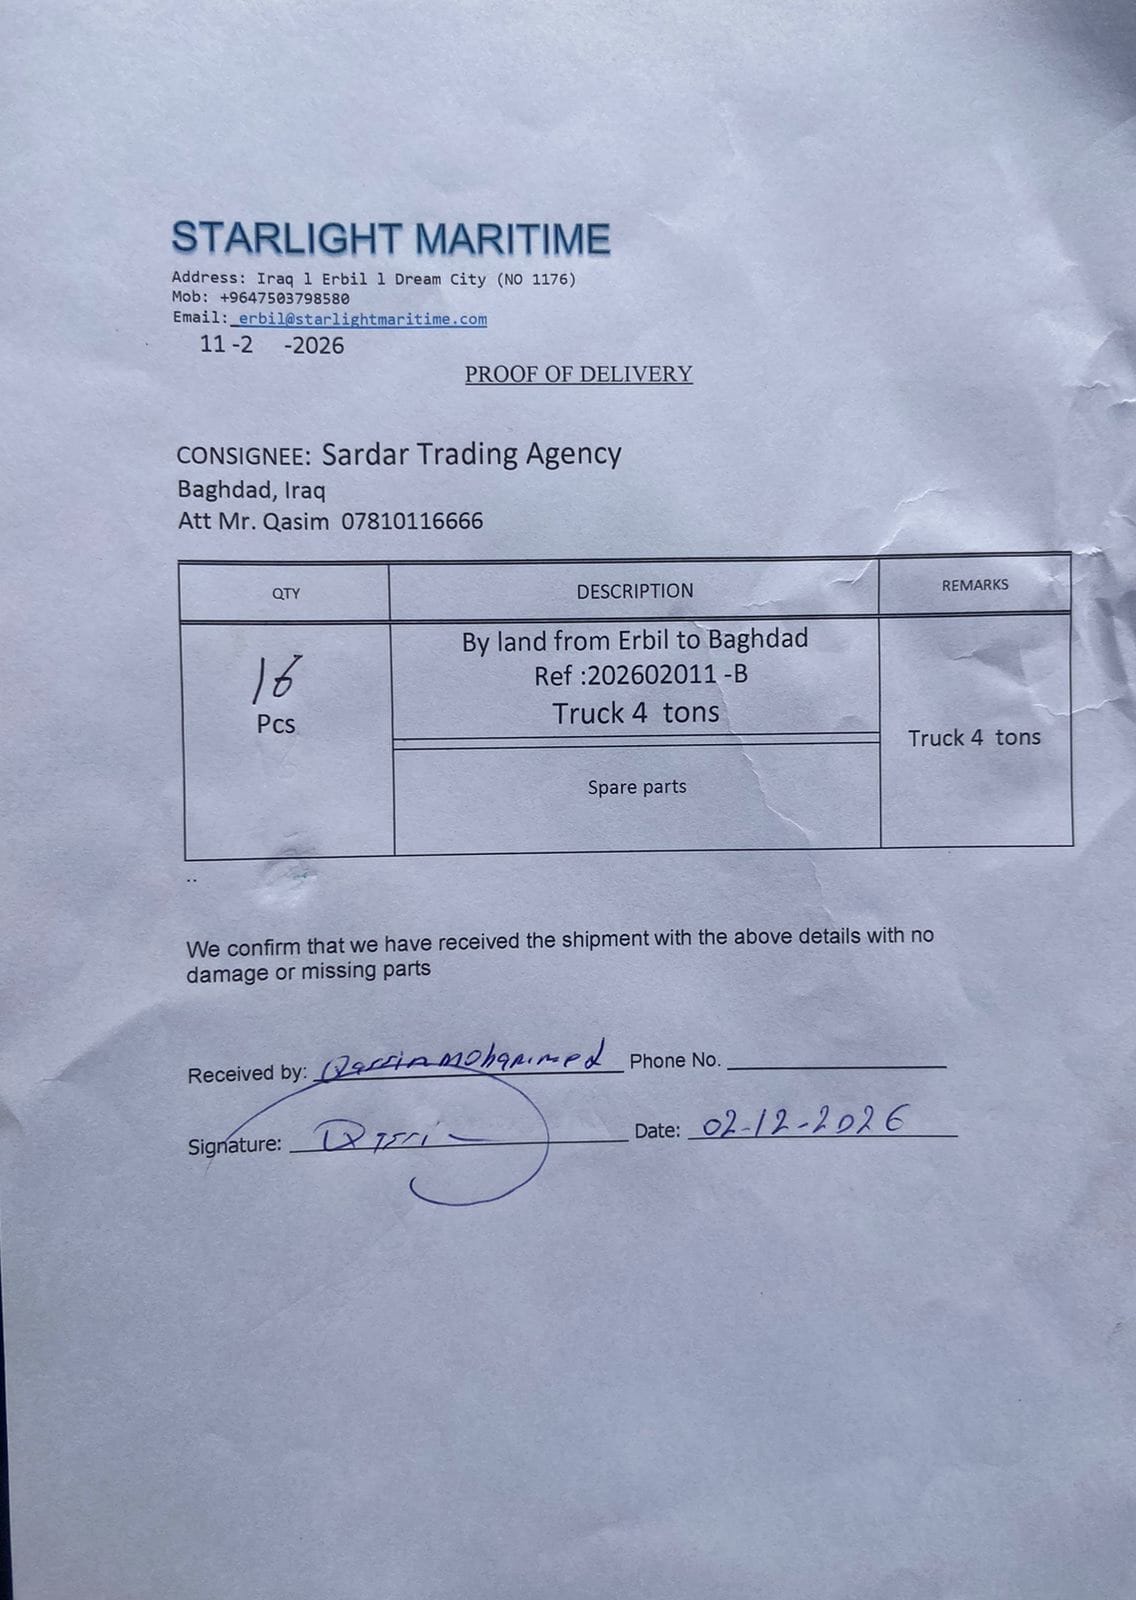 STARLIGHT MARITIME
Address: Iraq l Erbil l Dream City (NO 1176)
Mob: +9647503798580
Email: erbil@starlightmaritime.com
11-2 -2026
PROOF OF DELIVERY
CONSIGNEE: Sardar Trading Agency
Baghdad, Iraq
Att Mr. Qasim 07810116666
QTY DESCRIPTION REMARKS
16
Pcs
By land from Erbil to Baghdad
Ref :202602011 -B
Truck 4 tons
Spare parts
Truck 4 tons
..
We confirm that we have received the shipment with the above details with no
damage or missing parts
Received by: Qassim mohammed Phone No.
Signature: Date: 02-12-2026